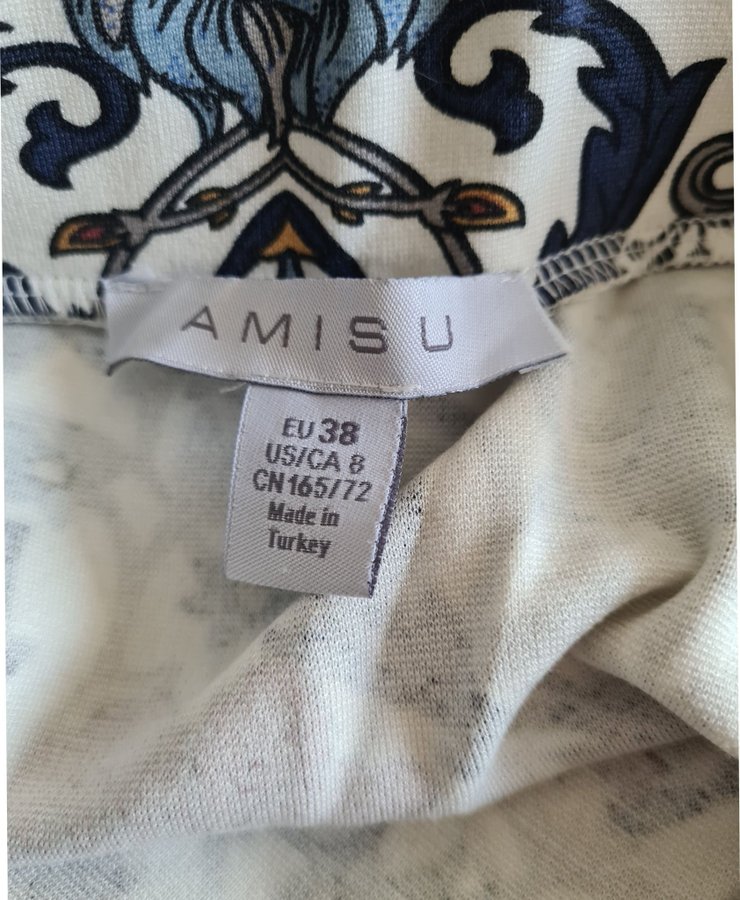 AMISU
EU 38
US/CA 8
CN 165/72
Made in
Turkey